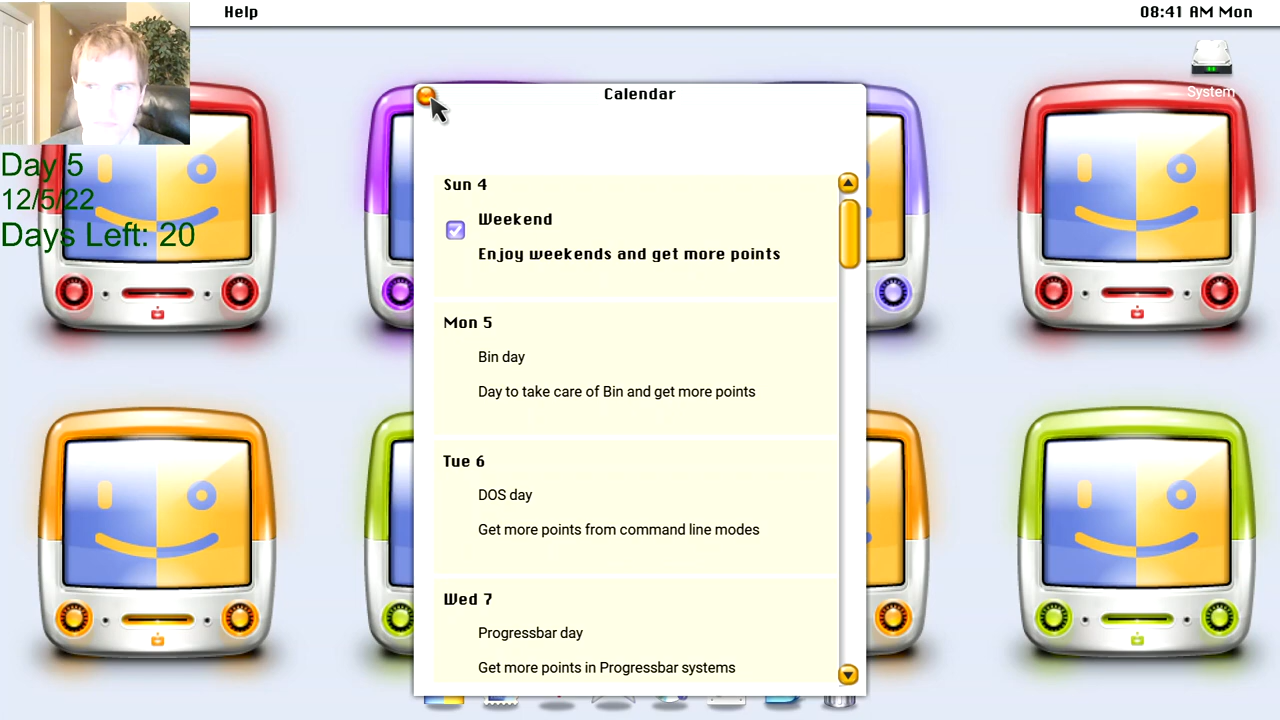 Help
08:41 AM Mon
System
Day 5
12/5/22
Days Left: 20
Calendar
Sun 4
Weekend
Enjoy weekends and get more points
Mon 5
Bin day
Day to take care of Bin and get more points
Tue 6
DOS day
Get more points from command line modes
Wed 7
Progressbar day
Get more points in Progressbar systems